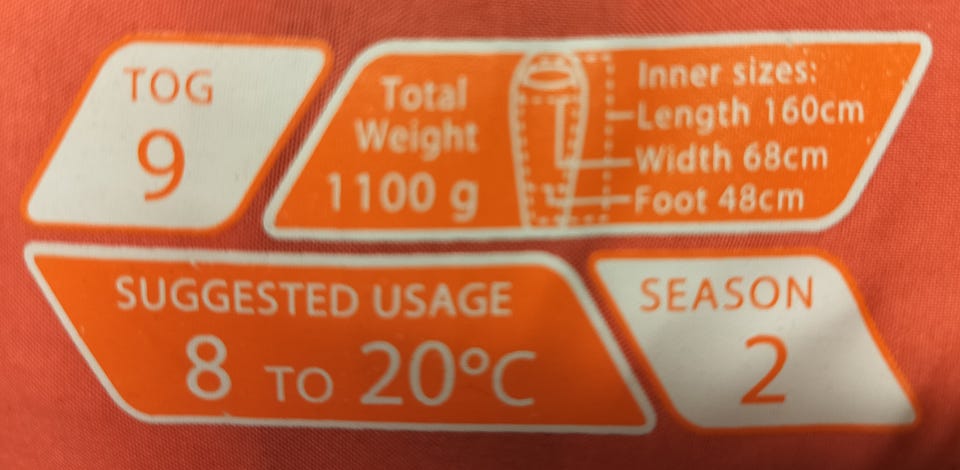 TOG
9
Total
Weight
1100 g
Inner sizes:
Length 160cm
Width 68cm
Foot 48cm
SUGGESTED USAGE
8 TO 20°C
SEASON
2